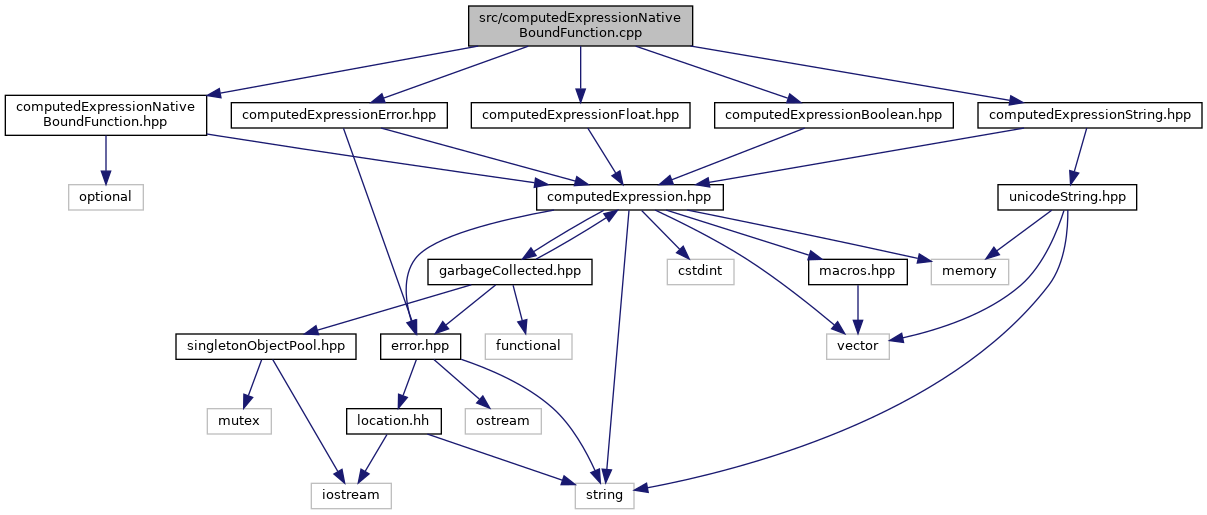 src/computedExpressionNative
BoundFunction.cpp
computedExpressionNative
BoundFunction.hpp
computedExpressionError.hpp
computedExpressionFloat.hpp
computedExpressionBoolean.hpp
computedExpressionString.hpp
optional
computedExpression.hpp
unicodeString.hpp
garbageCollected.hpp
cstdint
macros.hpp
memory
singletonObjectPool.hpp
error.hpp
functional
vector
mutex
location.hh
ostream
iostream
string